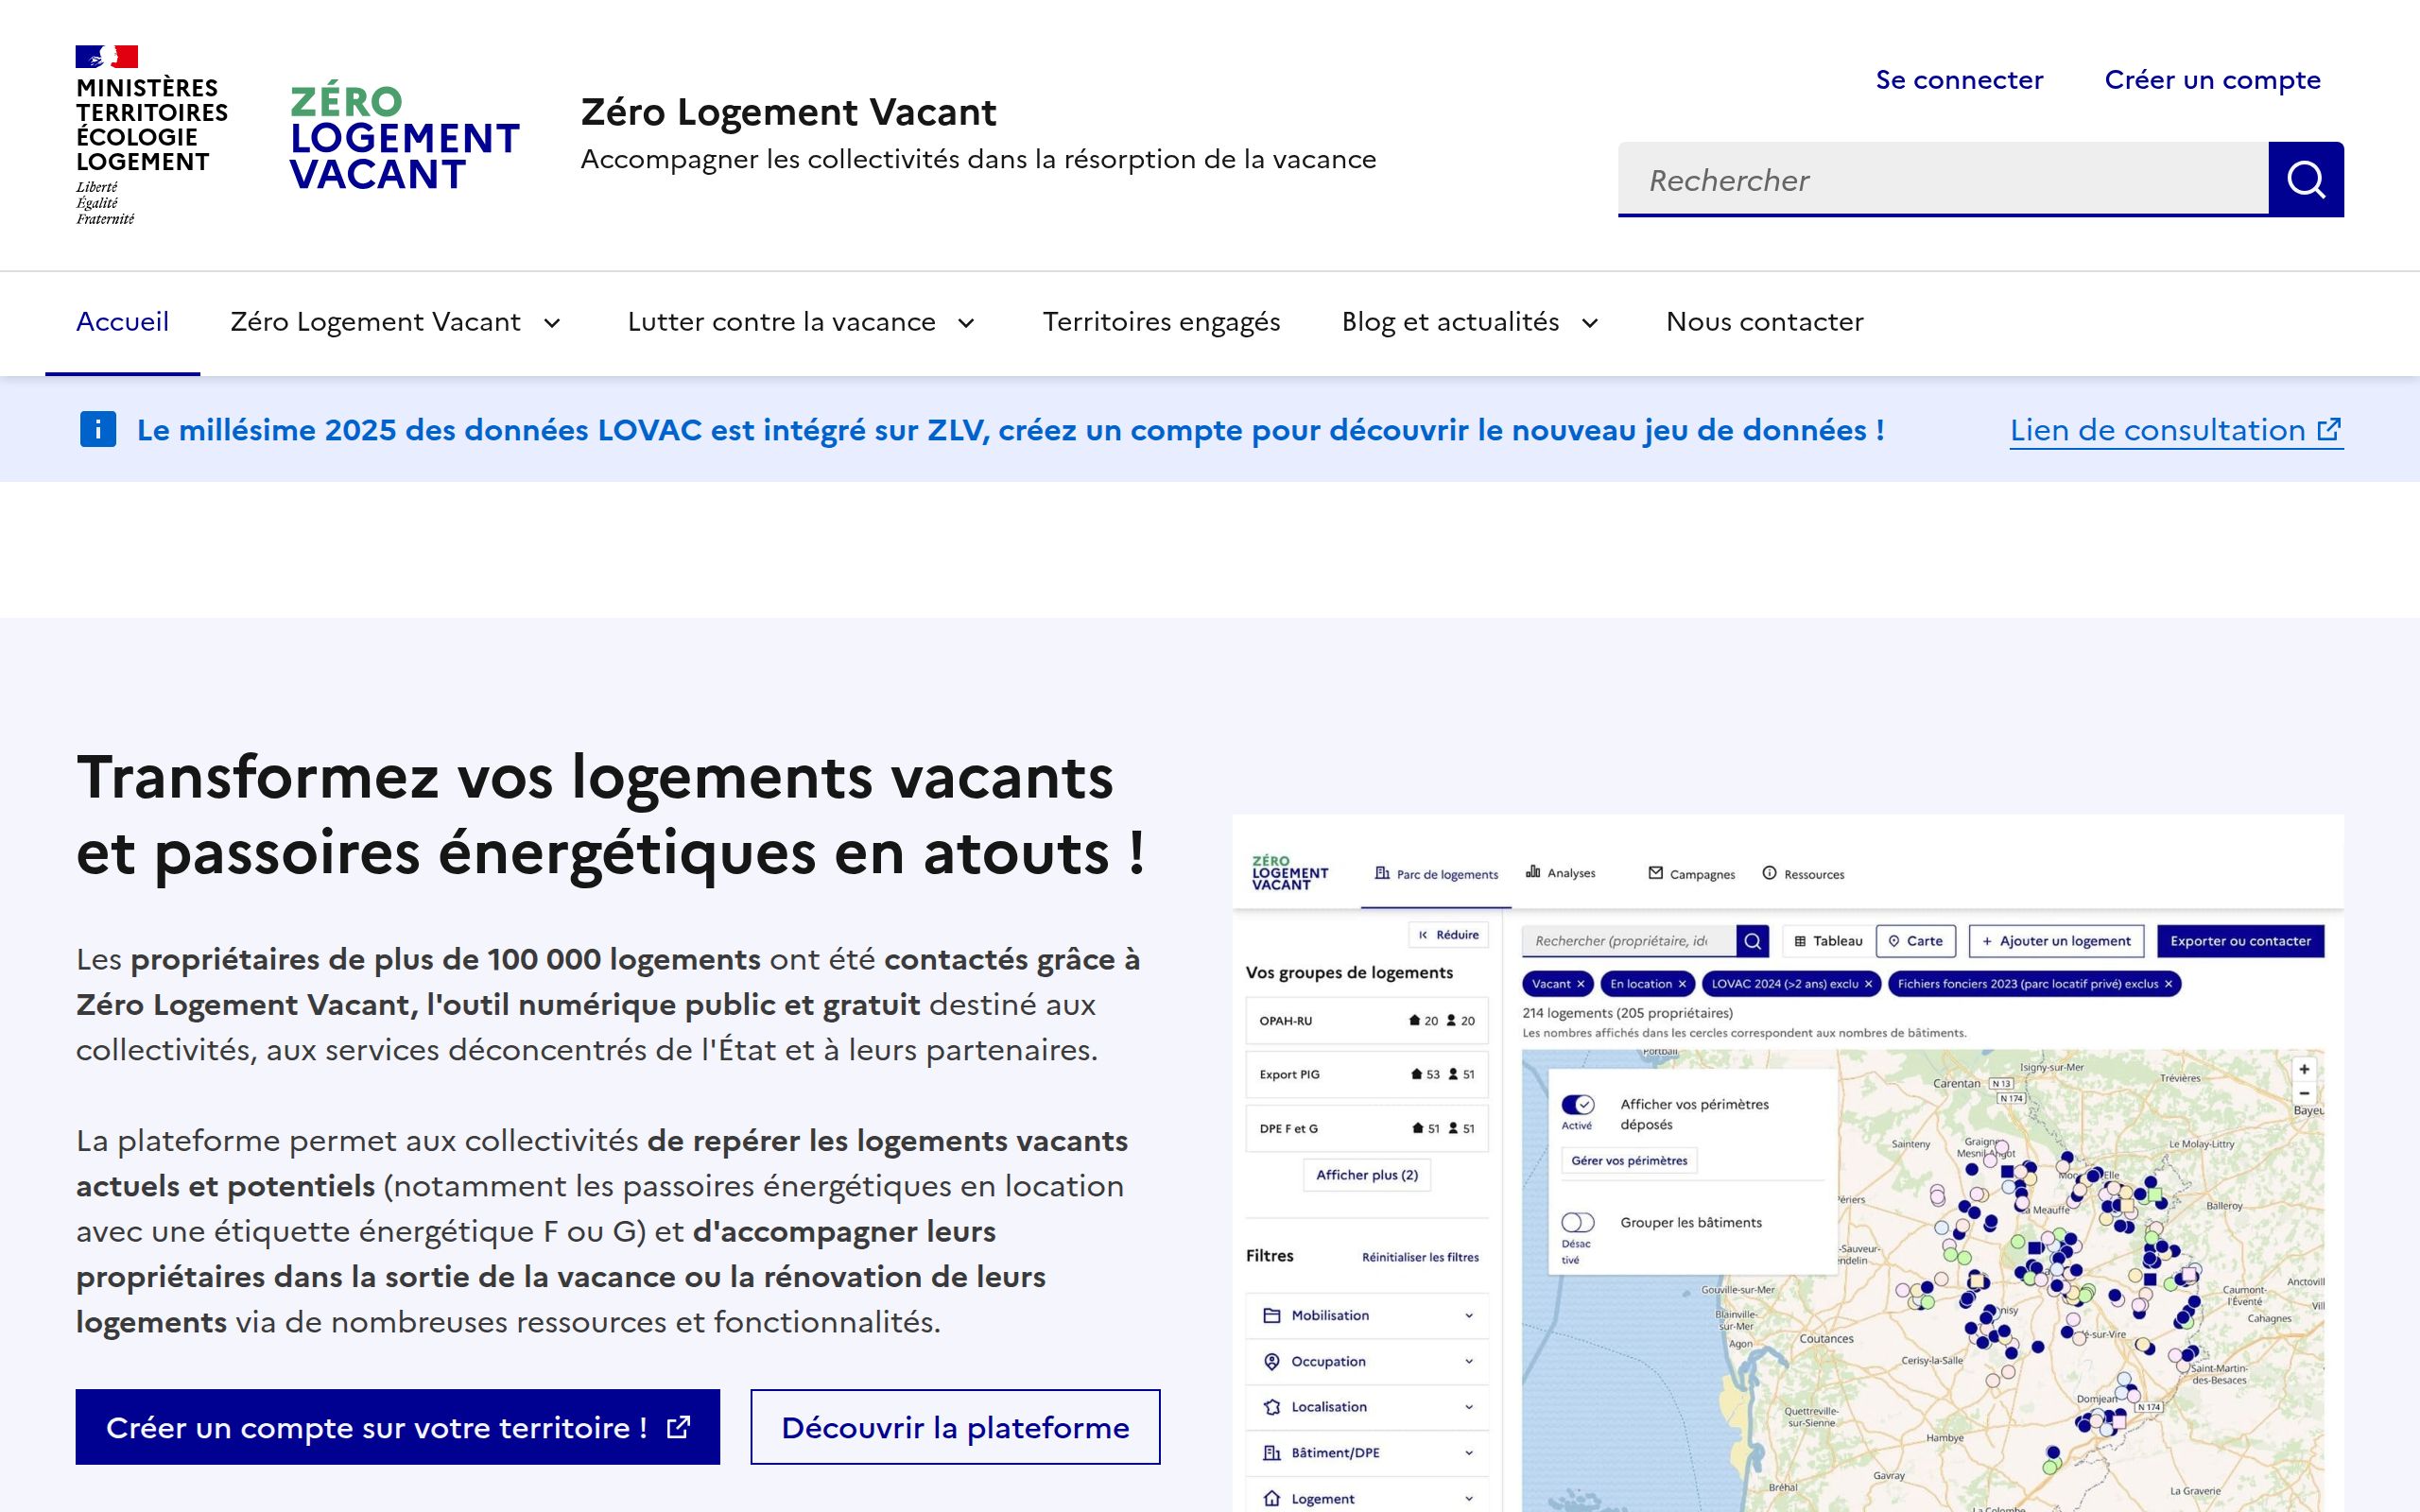 MINISTÈRES
TERRITOIRES
ÉCOLOGIE
LOGEMENT
Liberté
Égalité
Fraternité
ZÉRO
LOGEMENT
VACANT
Zéro Logement Vacant
Accompagner les collectivités dans la résorption de la vacance
Se connecter
Créer un compte
Rechercher
Accueil
Zéro Logement Vacant
Lutter contre la vacance
Territoires engagés
Blog et actualités
Nous contacter
Le millésime 2025 des données LOVAC est intégré sur ZLV, créez un compte pour découvrir le nouveau jeu de données !
Lien de consultation
Transformez vos logements vacants
et passoires énergétiques en atouts !
Les propriétaires de plus de 100 000 logements ont été contactés grâce à
Zéro Logement Vacant, l'outil numérique public et gratuit destiné aux
collectivités, aux services déconcentrés de l'État et à leurs partenaires.
La plateforme permet aux collectivités de repérer les logements vacants
actuels et potentiels (notamment les passoires énergétiques en location
avec une étiquette énergétique F ou G) et d'accompagner leurs
propriétaires dans la sortie de la vacance ou la rénovation de leurs
logements via de nombreuses ressources et fonctionnalités.
Créer un compte sur votre territoire !
Découvrir la plateforme
ZÉRO
LOGEMENT
VACANT
Parc de logements
Analyses
Campagnes
Ressources
Réduire
Vos groupes de logements
OPAH-RU 20 20
Export PIG 53 51
DPE F et G 51 51
Afficher plus (2)
Filtres
Réinitialiser les filtres
Mobilisation
Occupation
Localisation
Bâtiment/DPE
Logement
Rechercher (propriétaire, id
Tableau
Carte
+ Ajouter un logement
Exporter ou contacter
Vacant ×
En location ×
LOVAC 2024 (>2 ans) exclu ×
Fichiers fonciers 2023 (parc locatif privé) exclus ×
214 logements (205 propriétaires)
Les nombres affichés dans les cercles correspondent aux nombres de bâtiments.
Afficher vos périmètres
déposés
Activé
Gérer vos périmètres
Grouper les bâtiments
Désac
tivé
Portbail
Isigny-sur-Mer
Carentan
N 13
N 174
Trévières
+
−
Bayeu
Sainteny
Le Molay-Littry
Périers
Balleroy
La Meauffe
-Sauveur-
endelin
Gouville-sur-Mer
Anctovill
Blainville-
sur-Mer
Caumont-
l'Éventé
Vill
Agon
Coutances
Cahagnes
Cerisy-la-Salle
Saint-Martin-
des-Besaces
Domjean
N 174
Quettreville-
sur-Sienne
Hambye
Gavray
Bréhal
La Graverie
La Colombe